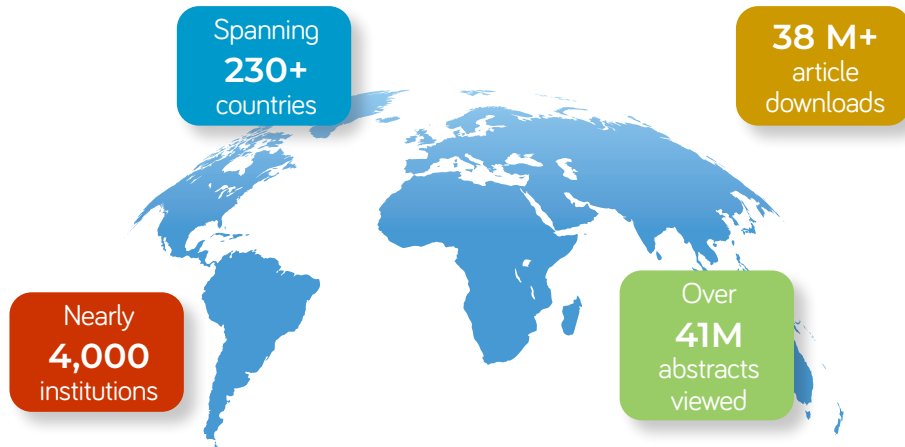 Spanning
230+
countries
38 M+
article
downloads
Nearly
4,000
institutions
Over
41M
abstracts
viewed